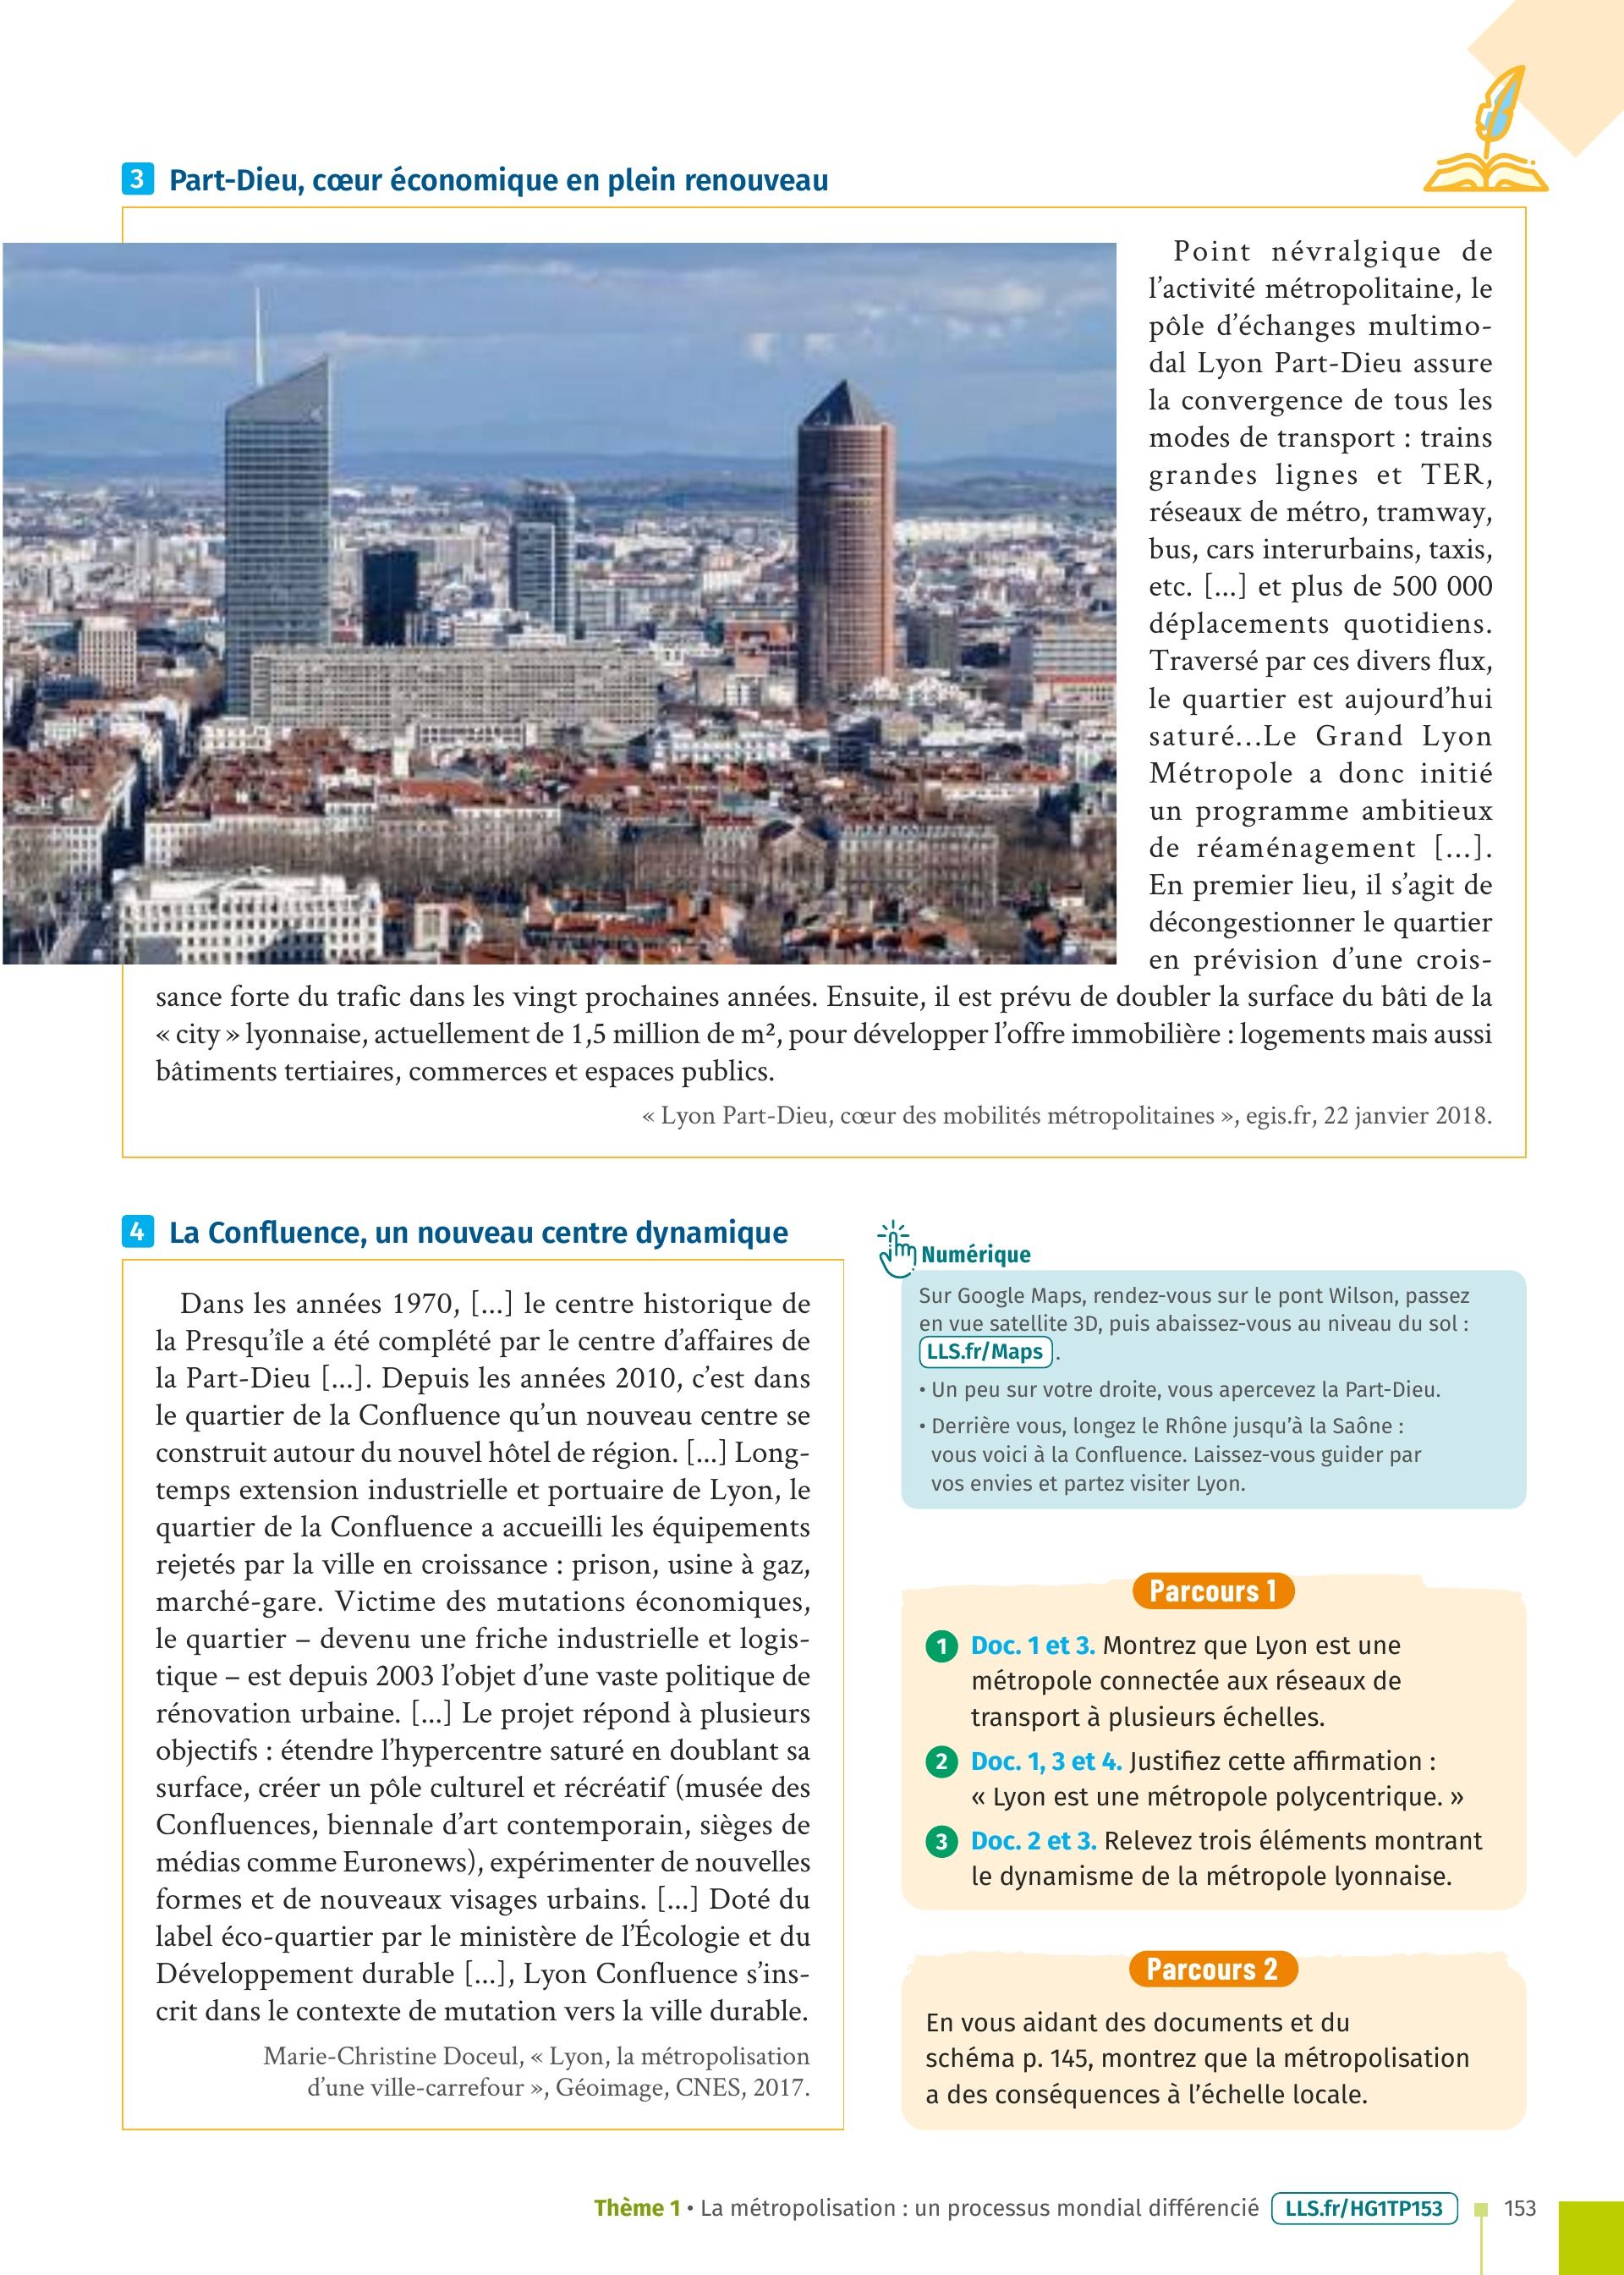 3 Part-Dieu, cœur économique en plein renouveau
Point névralgique de
l’activité métropolitaine, le
pôle d’échanges multimo-
dal Lyon Part-Dieu assure
la convergence de tous les
modes de transport : trains
grandes lignes et TER,
réseaux de métro, tramway,
bus, cars interurbains, taxis,
etc. [...] et plus de 500 000
déplacements quotidiens.
Traversé par ces divers flux,
le quartier est aujourd’hui
saturé...Le Grand Lyon
Métropole a donc initié
un programme ambitieux
de réaménagement [...].
En premier lieu, il s’agit de
décongestionner le quartier
en prévision d’une crois-
sance forte du trafic dans les vingt prochaines années. Ensuite, il est prévu de doubler la surface du bâti de la
« city » lyonnaise, actuellement de 1,5 million de m², pour développer l’offre immobilière : logements mais aussi
bâtiments tertiaires, commerces et espaces publics.
« Lyon Part-Dieu, cœur des mobilités métropolitaines », egis.fr, 22 janvier 2018.
4 La Confluence, un nouveau centre dynamique
Dans les années 1970, [...] le centre historique de
la Presqu’île a été complété par le centre d’affaires de
la Part-Dieu [...]. Depuis les années 2010, c’est dans
le quartier de la Confluence qu’un nouveau centre se
construit autour du nouvel hôtel de région. [...] Long-
temps extension industrielle et portuaire de Lyon, le
quartier de la Confluence a accueilli les équipements
rejetés par la ville en croissance : prison, usine à gaz,
marché-gare. Victime des mutations économiques,
le quartier – devenu une friche industrielle et logis-
tique – est depuis 2003 l’objet d’une vaste politique de
rénovation urbaine. [...] Le projet répond à plusieurs
objectifs : étendre l’hypercentre saturé en doublant sa
surface, créer un pôle culturel et récréatif (musée des
Confluences, biennale d’art contemporain, sièges de
médias comme Euronews), expérimenter de nouvelles
formes et de nouveaux visages urbains. [...] Doté du
label éco-quartier par le ministère de l’Écologie et du
Développement durable [...], Lyon Confluence s’ins-
crit dans le contexte de mutation vers la ville durable.
Marie-Christine Doceul, « Lyon, la métropolisation
d’une ville-carrefour », Géoimage, CNES, 2017.
Numérique
Sur Google Maps, rendez-vous sur le pont Wilson, passez
en vue satellite 3D, puis abaissez-vous au niveau du sol :
LLS.fr/Maps .
• Un peu sur votre droite, vous apercevez la Part-Dieu.
• Derrière vous, longez le Rhône jusqu’à la Saône :
vous voici à la Confluence. Laissez-vous guider par
vos envies et partez visiter Lyon.
Parcours 1
1 Doc. 1 et 3. Montrez que Lyon est une
métropole connectée aux réseaux de
transport à plusieurs échelles.
2 Doc. 1, 3 et 4. Justifiez cette affirmation :
« Lyon est une métropole polycentrique. »
3 Doc. 2 et 3. Relevez trois éléments montrant
le dynamisme de la métropole lyonnaise.
Parcours 2
En vous aidant des documents et du
schéma p. 145, montrez que la métropolisation
a des conséquences à l’échelle locale.
Thème 1 • La métropolisation : un processus mondial différencié LLS.fr/HG1TP153 153